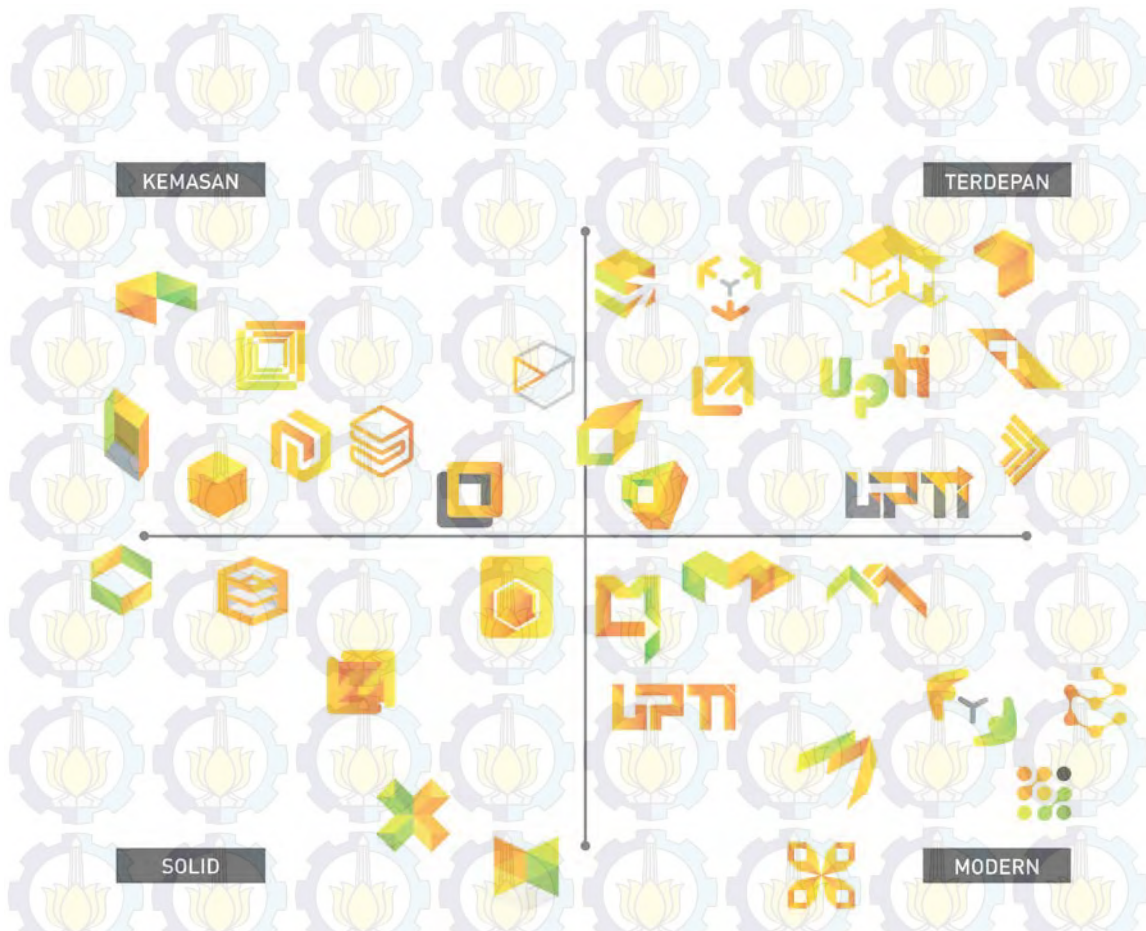 KEMASAN
TERDEPAN
upti
UPTI
UPTI
SOLID
MODERN